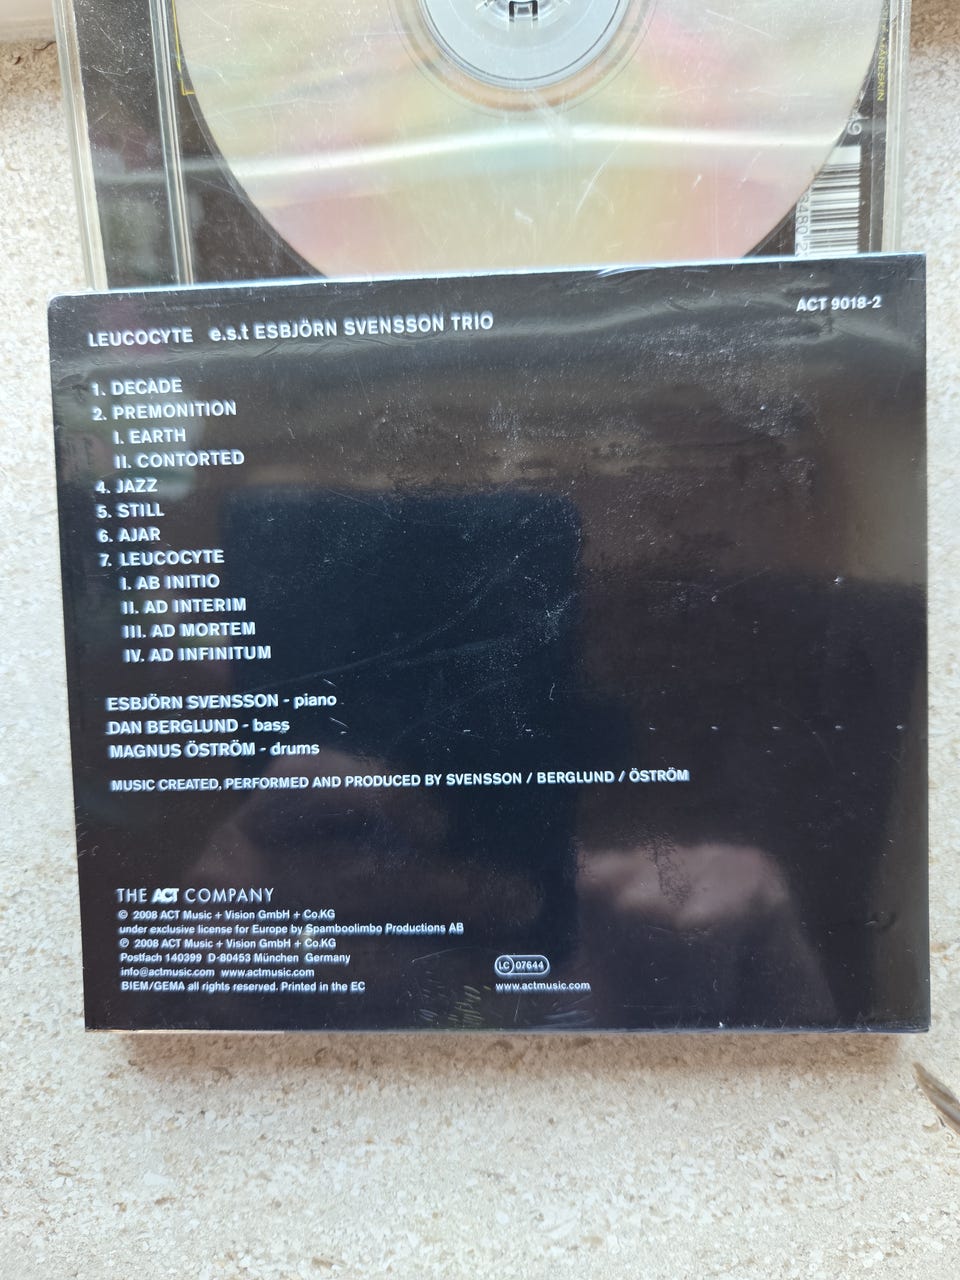 ÅNESKIN
LEUCOCYTE e.s.t ESBJÖRN SVENSSON TRIO
ACT 9018-2
1. DECADE
2. PREMONITION
I. EARTH
II. CONTORTED
4. JAZZ
5. STILL
6. AJAR
7. LEUCOCYTE
I. AB INITIO
II. AD INTERIM
III. AD MORTEM
IV. AD INFINITUM
ESBJÖRN SVENSSON - piano
DAN BERGLUND - bass
MAGNUS ÖSTRÖM - drums
MUSIC CREATED, PERFORMED AND PRODUCED BY SVENSSON / BERGLUND / ÖSTRÖM
THE ACT COMPANY
© 2008 ACT Music + Vision GmbH + Co.KG
under exclusive license for Europe by Spamboolimbo Productions AB
℗ 2008 ACT Music + Vision GmbH + Co.KG
Postfach 140399 D-80453 München Germany
info@actmusic.com www.actmusic.com
BIEM/GEMA all rights reserved. Printed in the EC
LC 07644
www.actmusic.com